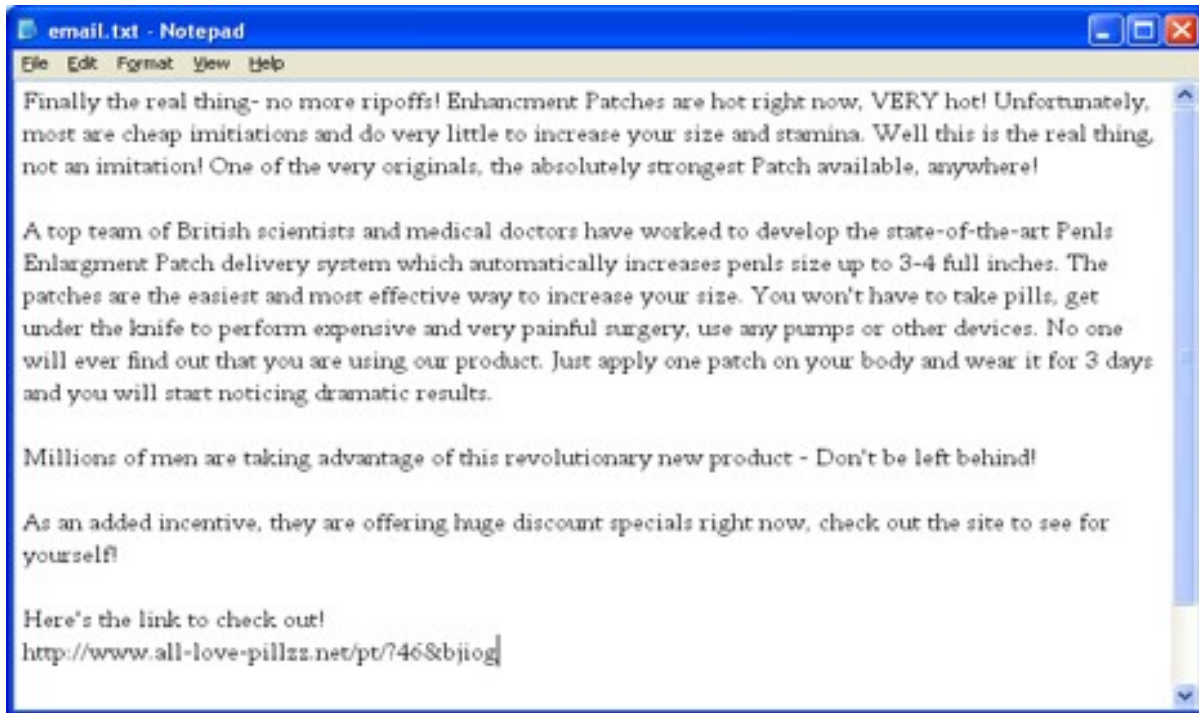 email.txt - Notepad
File Edit Format View Help
Finally the real thing- no more ripoffs! Enhancment Patches are hot right now, VERY hot! Unfortunately,
most are cheap imitiations and do very little to increase your size and stamina. Well this is the real thing,
not an imitation! One of the very originals, the absolutely strongest Patch available, anywhere!
A top team of British scientists and medical doctors have worked to develop the state-of-the-art Penls
Enlargment Patch delivery system which automatically increases penls size up to 3-4 full inches. The
patches are the easiest and most effective way to increase your size. You won't have to take pills, get
under the knife to perform expensive and very painful surgery, use any pumps or other devices. No one
will ever find out that you are using our product. Just apply one patch on your body and wear it for 3 days
and you will start noticing dramatic results.
Millions of men are taking advantage of this revolutionary new product - Don't be left behind!
As an added incentive, they are offering huge discount specials right now, check out the site to see for
yourself!
Here's the link to check out!
http://www.all-love-pillzz.net/pt/?46&bjiog